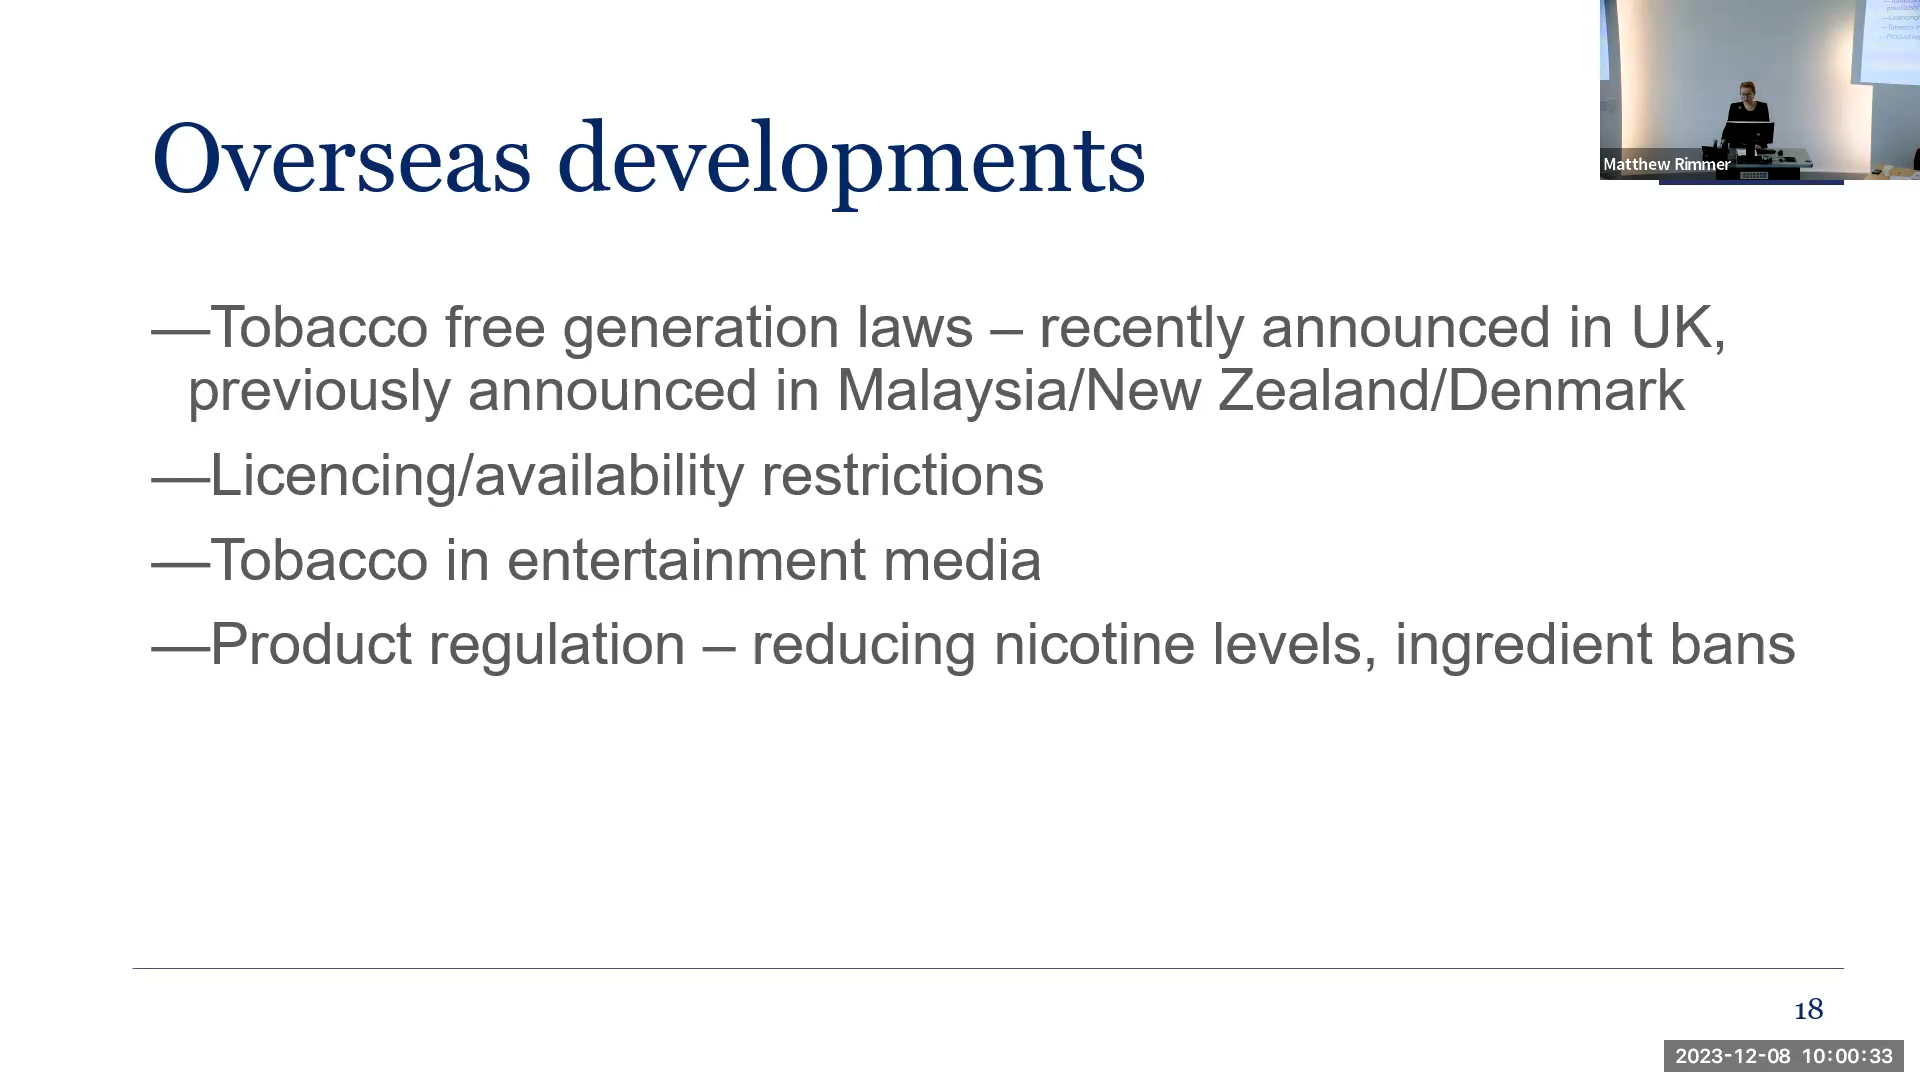 Overseas developments
Matthew Rimmer
—Tobacco free generation laws – recently announced in UK,
previously announced in Malaysia/New Zealand/Denmark
—Licencing/availability restrictions
—Tobacco in entertainment media
—Product regulation – reducing nicotine levels, ingredient bans
18
2023-12-08 10:00:33